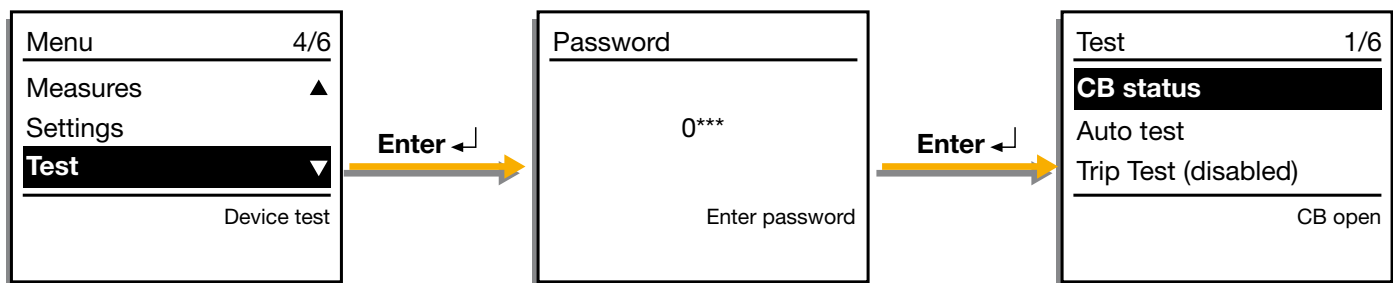 Menu 4/6
Measures ▲
Settings
Test ▼
Device test
Enter ↵
Password
0***
Enter password
Enter ↵
Test 1/6
CB status
Auto test
Trip Test (disabled)
CB open